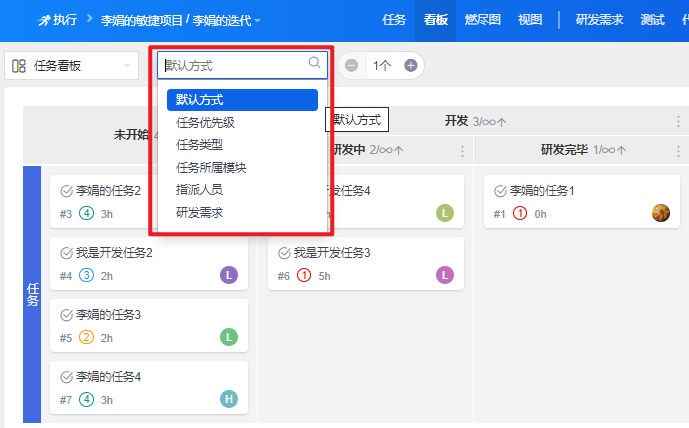 执行 > 李娟的敏捷项目 / 李娟的迭代
任务 看板 燃尽图 视图 研发需求 测试
任务看板
默认方式
1个
默认方式
任务优先级
任务类型
任务所属模块
指派人员
研发需求
默认方式
未开始
开发 3/∞↑
研发中 2/∞↑
研发完毕 1/∞↑
任务
李娟的任务2
#3 4 3h
我是开发任务2
#4 3 2h
L
李娟的任务3
#5 2 2h
L
李娟的任务4
#7 4 3h
H
任务4
L
我是开发任务3
#6 1 5h
L
李娟的任务1
#1 1 0h